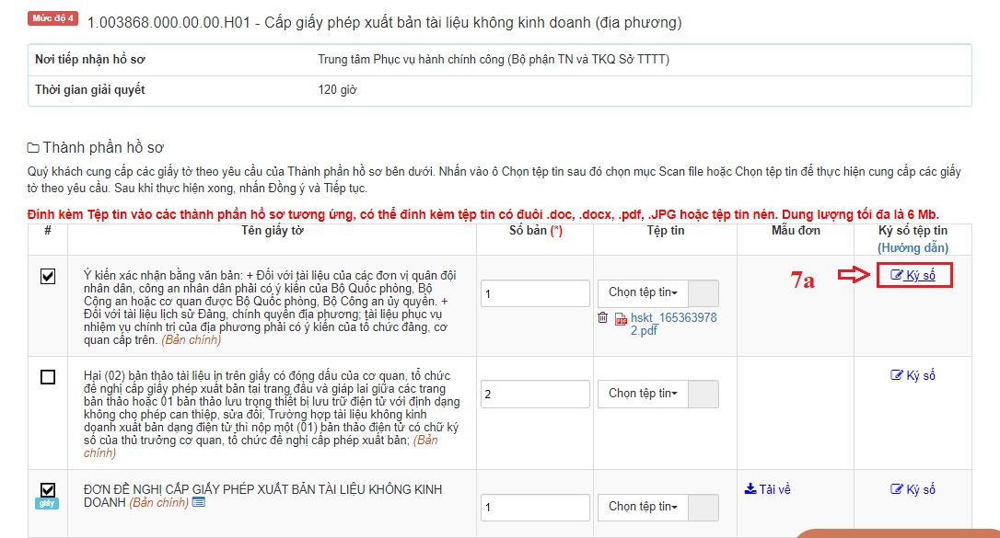 Mức độ 4 1.003868.000.00.00.H01 - Cấp giấy phép xuất bản tài liệu không kinh doanh (địa phương)
Nơi tiếp nhận hồ sơ Trung tâm Phục vụ hành chính công (Bộ phận TN và TKQ Sở TTTT)
Thời gian giải quyết 120 giờ
Thành phần hồ sơ
Quý khách cung cấp các giấy tờ theo yêu cầu của Thành phần hồ sơ bên dưới. Nhấn vào ô Chọn tệp tin sau đó chọn mục Scan file hoặc Chọn tệp tin để thực hiện cung cấp các giấy
tờ theo yêu cầu. Sau khi thực hiện xong, nhấn Đồng ý và Tiếp tục.
Đính kèm Tệp tin vào các thành phần hồ sơ tương ứng, có thể đính kèm tệp tin có đuôi .doc, .docx, .pdf, .JPG hoặc tệp tin nén. Dung lượng tối đa là 6 Mb.
# Tên giấy tờ Số bản (*) Tệp tin Mẫu đơn Ký số tệp tin
(Hướng dẫn)
Ý kiến xác nhận bằng văn bản: + Đối với tài liệu của các đơn vị quân đội
nhân dân, công an nhân dân phải có ý kiến của Bộ Quốc phòng, Bộ
Công an hoặc cơ quan được Bộ Quốc phòng, Bộ Công an ủy quyền. +
Đối với tài liệu lịch sử Đảng, chính quyền địa phương; tài liệu phục vụ
nhiệm vụ chính trị của địa phương phải có ý kiến của tổ chức đảng, cơ
quan cấp trên. (Bản chính)
1
Chọn tệp tin
hskt_165363978
2.pdf
7a
Ký số
Hai (02) bản thảo tài liệu in trên giấy có đóng dấu của cơ quan, tổ chức
đề nghị cấp giấy phép xuất bản tại trang đầu và giáp lai giữa các trang
bản thảo hoặc 01 bản thảo lưu trong thiết bị lưu trữ điện tử với định dạng
không cho phép can thiệp, sửa đổi; Trường hợp tài liệu không kinh
doanh xuất bản dạng điện tử thì nộp một (01) bản thảo điện tử có chữ ký
số của thủ trưởng cơ quan, tổ chức đề nghị cấp phép xuất bản; (Bản
chính)
2
Chọn tệp tin
Ký số
giấy
ĐƠN ĐỀ NGHỊ CẤP GIẤY PHÉP XUẤT BẢN TÀI LIỆU KHÔNG KINH
DOANH (Bản chính)
1
Chọn tệp tin
Tải về
Ký số